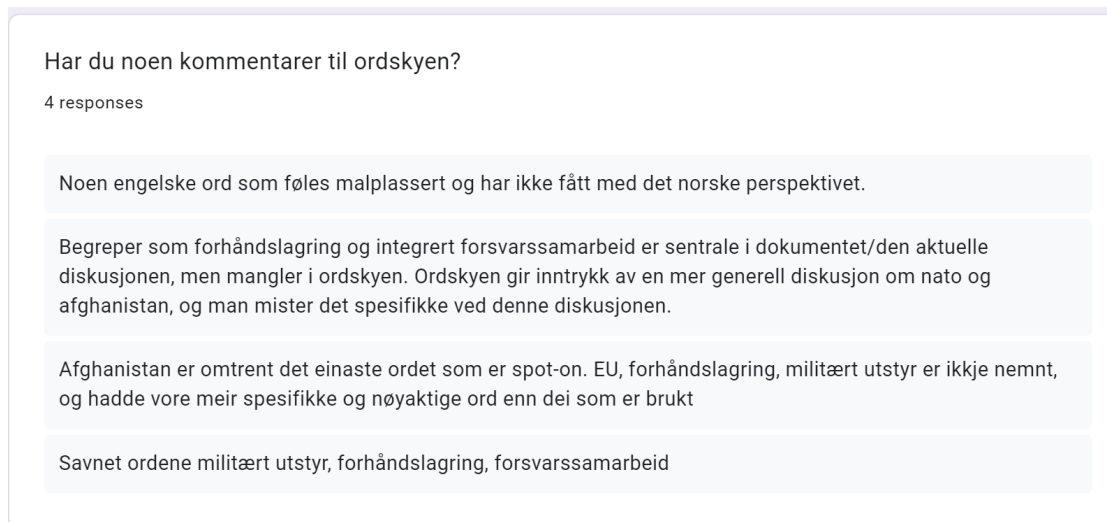 Har du noen kommentarer til ordskyen?
4 responses
Noen engelske ord som føles malplassert og har ikke fått med det norske perspektivet.
Begreper som forhåndslagring og integrert forsvarssamarbeid er sentrale i dokumentet/den aktuelle
diskusjonen, men mangler i ordskyen. Ordskyen gir inntrykk av en mer generell diskusjon om nato og
afghanistan, og man mister det spesifikke ved denne diskusjonen.
Afghanistan er omtrent det einaste ordet som er spot-on. EU, forhåndslagring, militært utstyr er ikkje nemnt,
og hadde vore meir spesifikke og nøyaktige ord enn dei som er brukt
Savnet ordene militært utstyr, forhåndslagring, forsvarssamarbeid